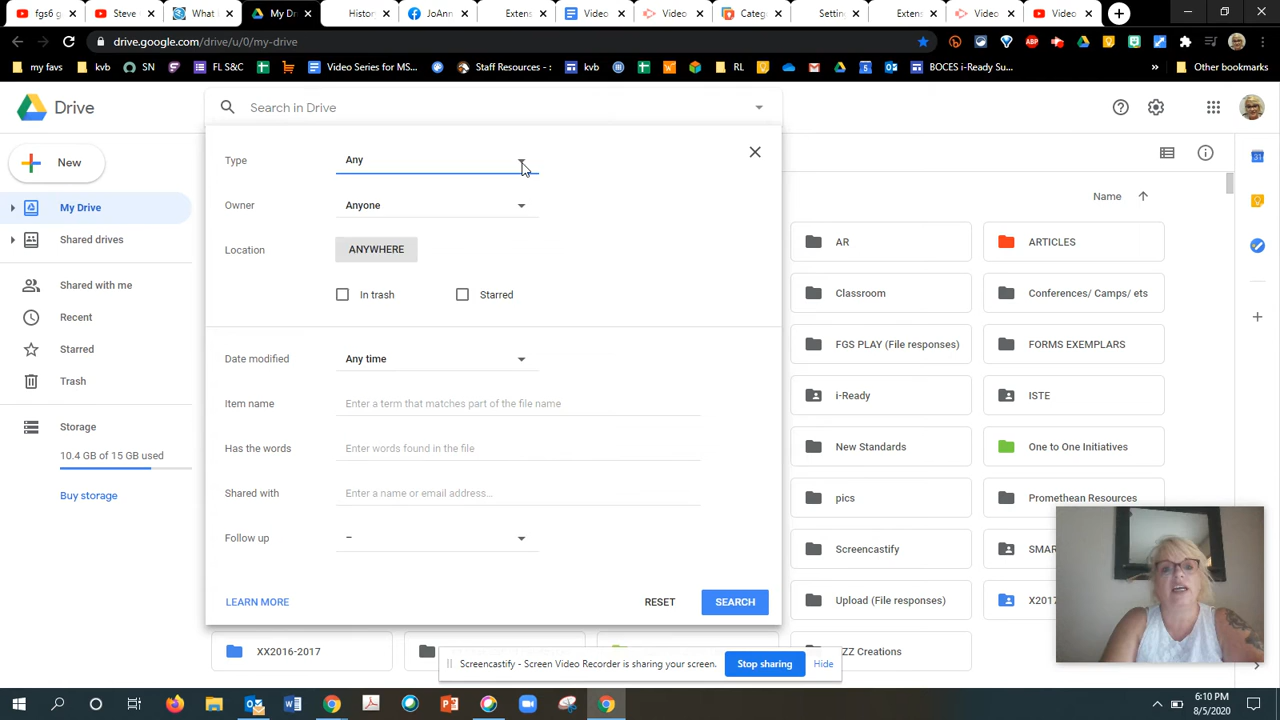 fgs6 g
Steve
What i
My Dri
Histor
JoAnn
Extens
Video
Video
Categ
Settin
Extens
Video
Video
drive.google.com/drive/u/0/my-drive
my favs
kvb
SN
FL S&C
IT
Video Series for MS...
Staff Resources - :
kvb
RL
BOCES i-Ready Su...
»
Other bookmarks
Drive
Search in Drive
New
My Drive
Shared drives
Shared with me
Recent
Starred
Trash
Storage
10.4 GB of 15 GB used
Buy storage
Type
Any
Owner
Anyone
Location
ANYWHERE
In trash
Starred
Date modified
Any time
Item name
Enter a term that matches part of the file name
Has the words
Enter words found in the file
Shared with
Enter a name or email address...
Follow up
–
LEARN MORE
RESET
SEARCH
Name
AR
ARTICLES
Classroom
Conferences/ Camps/ ets
FGS PLAY (File responses)
FORMS EXEMPLARS
i-Ready
ISTE
New Standards
One to One Initiatives
pics
Promethean Resources
Screencastify
SMAR
Upload (File responses)
X2017
XX2016-2017
ZZ Creations
Screencastify - Screen Video Recorder is sharing your screen.
Stop sharing
Hide
6:10 PM
8/5/2020